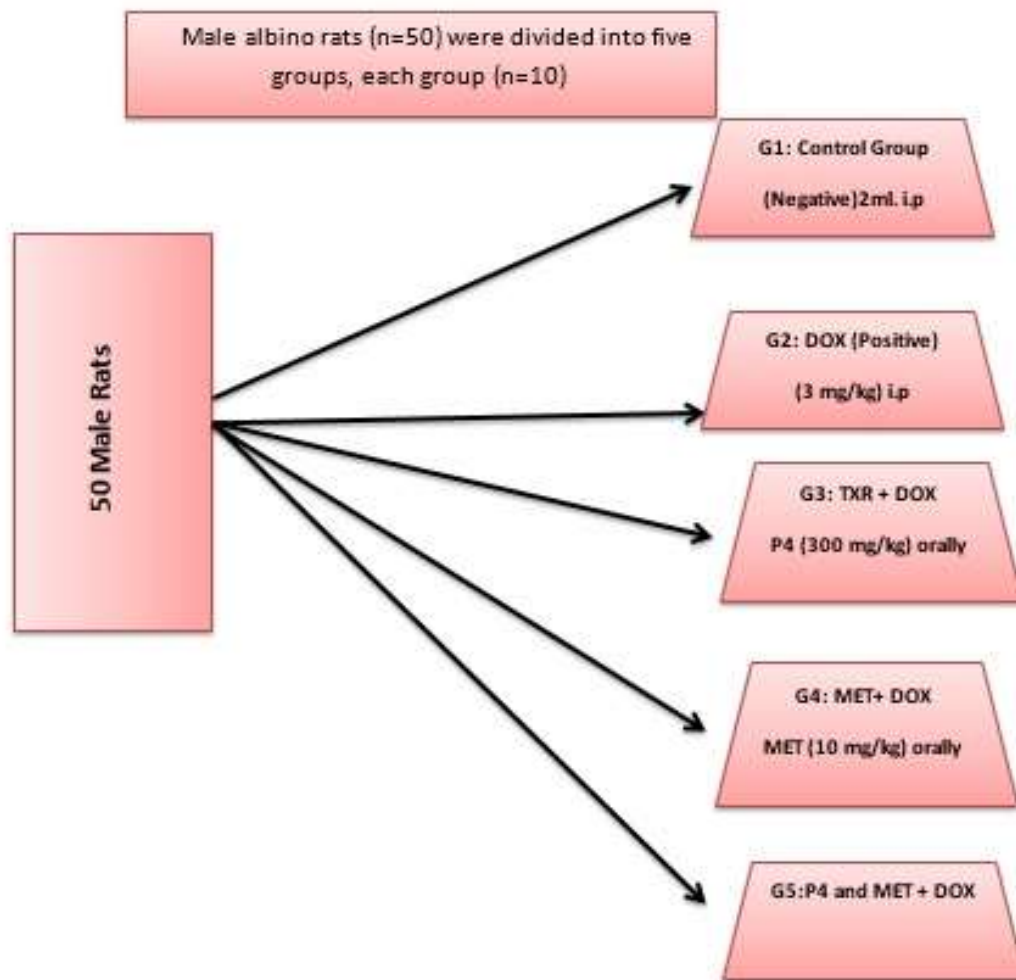 Male albino rats (n=50) were divided into five
groups, each group (n=10)
G1: Control Group
(Negative)2ml. i.p
50 Male Rats
G2: DOX (Positive)
(3 mg/kg) i.p
G3: TXR + DOX
P4 (300 mg/kg) orally
G4: MET+ DOX
MET (10 mg/kg) orally
G5:P4 and MET + DOX